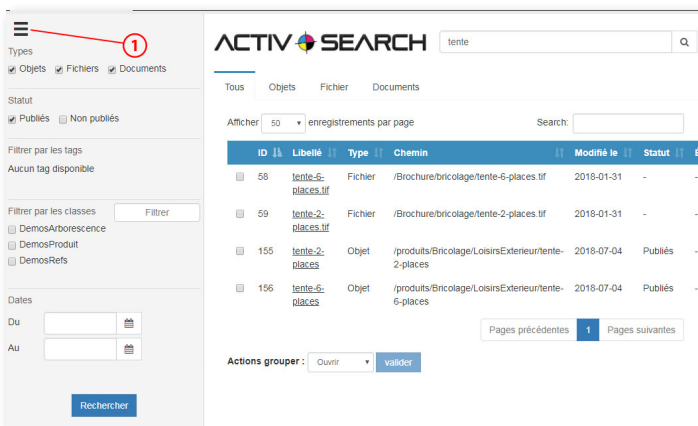 1
Types
Objets Fichiers Documents
Statut
Publiés Non publiés
Filtrer par les tags
Aucun tag disponible
Filtrer par les classes Filtrer
DemosArborescence
DemosProduit
DemosRefs
Dates
Du
Au
Rechercher
ACTIV SEARCH tente
Tous Objets Fichier Documents
Afficher 50 enregistrements par page Search:
ID Libellé Type Chemin Modifié le Statut
58 tente-6- Fichier /Brochure/bricolage/tente-6-places.tif 2018-01-31 - -
places.tif
59 tente-2- Fichier /Brochure/bricolage/tente-2-places.tif 2018-01-31 - -
places.tif
155 tente-2- Objet /produits/Bricolage/LoisirsExterieur/tente- 2018-07-04 Publiés -
places 2-places
156 tente-6- Objet /produits/Bricolage/LoisirsExterieur/tente- 2018-07-04 Publiés -
places 6-places
Pages précédentes 1 Pages suivantes
Actions grouper : Ouvrir valider